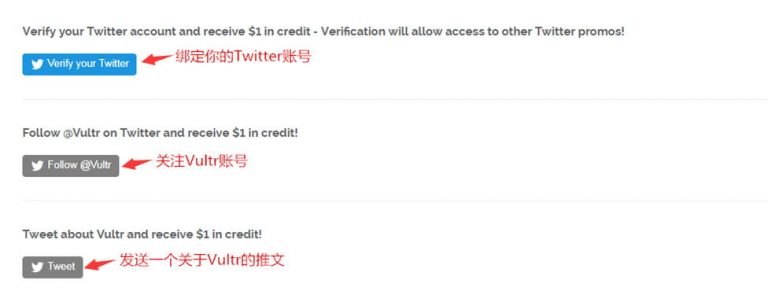 Verify your Twitter account and receive $1 in credit - Verification will allow access to other Twitter promos!
Verify your Twitter 绑定你的Twitter账号
Follow @Vultr on Twitter and receive $1 in credit!
Follow @Vultr 关注Vultr账号
Tweet about Vultr and receive $1 in credit!
Tweet 发送一个关于Vultr的推文